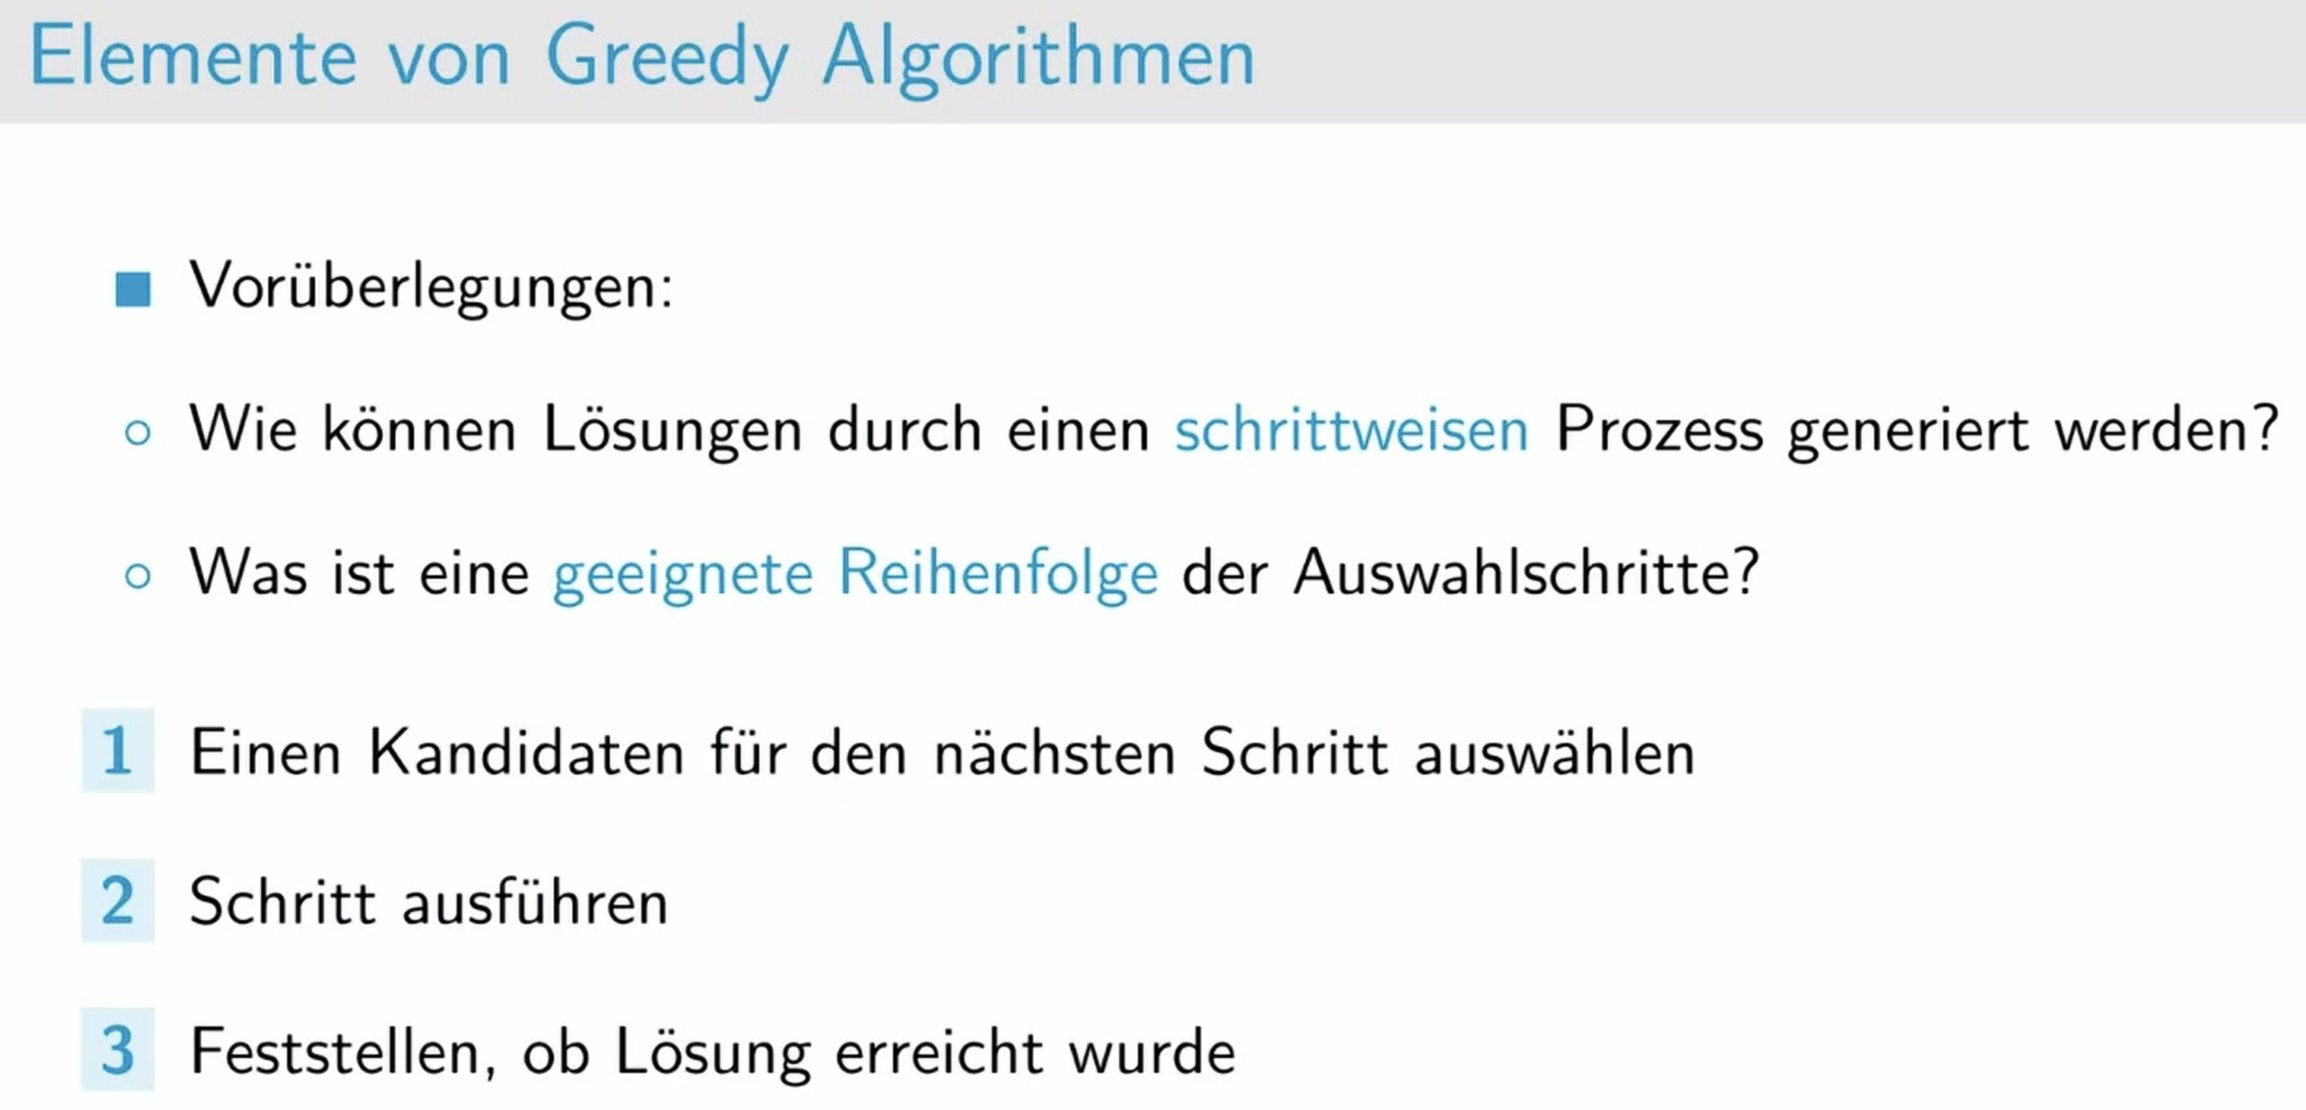 Elemente von Greedy Algorithmen
Vorüberlegungen:
Wie können Lösungen durch einen schrittweisen Prozess generiert werden?
Was ist eine geeignete Reihenfolge der Auswahlschritte?
1 Einen Kandidaten für den nächsten Schritt auswählen
2 Schritt ausführen
3 Feststellen, ob Lösung erreicht wurde